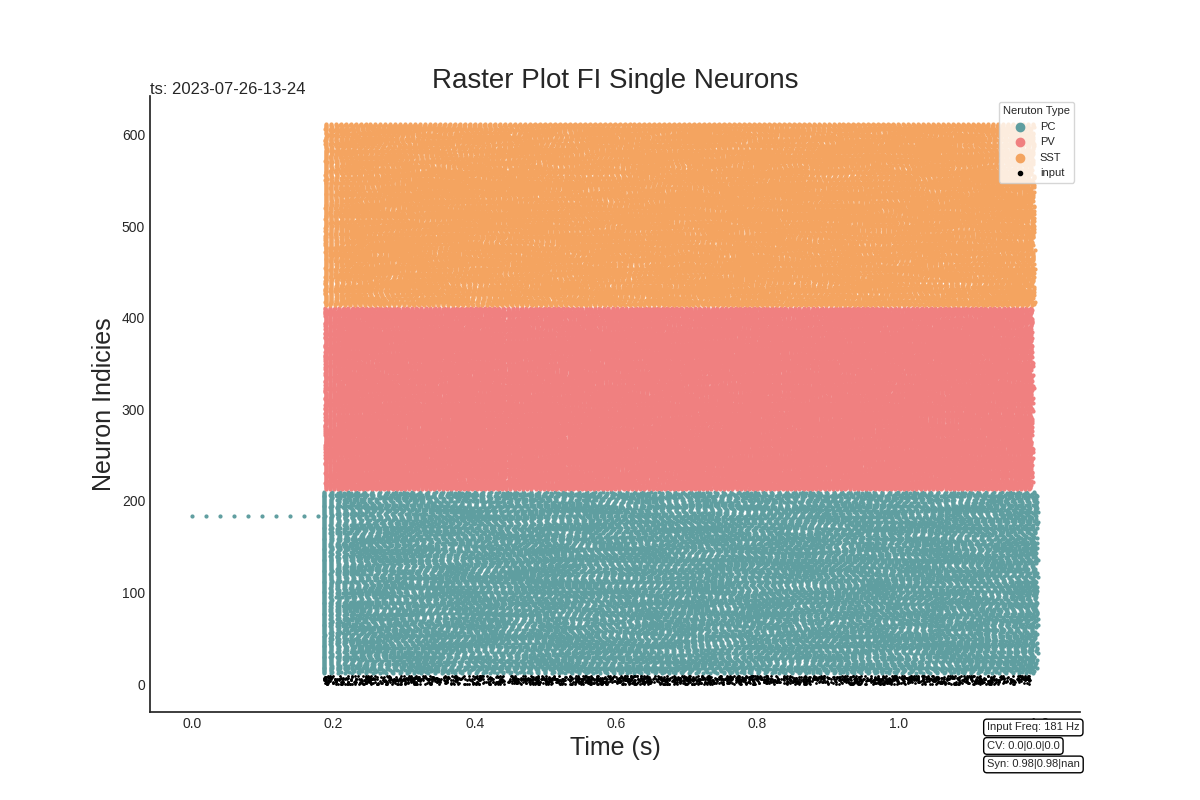 Raster Plot FI Single Neurons
ts: 2023-07-26-13-24
Neruton Type
PC
PV
SST
input
600
500
400
300
200
100
0
Neuron Indicies
0.0 0.2 0.4 0.6 0.8 1.0
Time (s)
Input Freq: 181 Hz
CV: 0.0|0.0|0.0
Syn: 0.98|0.98|nan